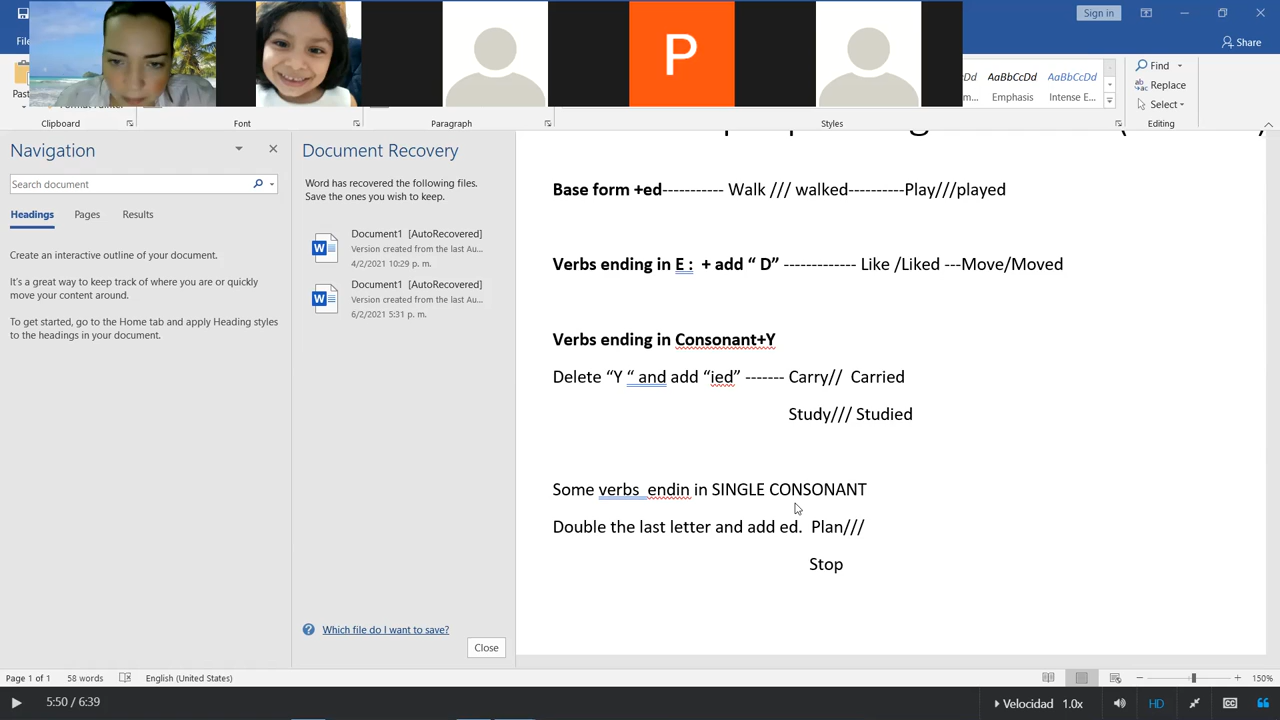 Sign in
Share
P
Paste
Format Painter
AaBbCcDd
AaBbCcDd
Emphasis
Intense E...
Find
Replace
Select
Clipboard
Font
Paragraph
Styles
Editing
Navigation
Search document
Headings
Pages
Results
Create an interactive outline of your document.
It's a great way to keep track of where you are or quickly
move your content around.
To get started, go to the Home tab and apply Heading styles
to the headings in your document.
Document Recovery
Word has recovered the following files.
Save the ones you wish to keep.
Document1 [AutoRecovered]
Version created from the last Au...
4/2/2021 10:29 p. m.
Document1 [AutoRecovered]
Version created from the last Au...
6/2/2021 5:31 p. m.
Which file do I want to save?
Close
Base form +ed----------- Walk /// walked----------Play///played
Verbs ending in E : + add “ D” ------------- Like /Liked ---Move/Moved
Verbs ending in Consonant+Y
Delete “Y “ and add “ied” ------- Carry// Carried
Study/// Studied
Some verbs endin in SINGLE CONSONANT
Double the last letter and add ed. Plan///
Stop
Page 1 of 1
58 words
English (United States)
150%
5:50 / 6:39
Velocidad 1.0x
HD
CC